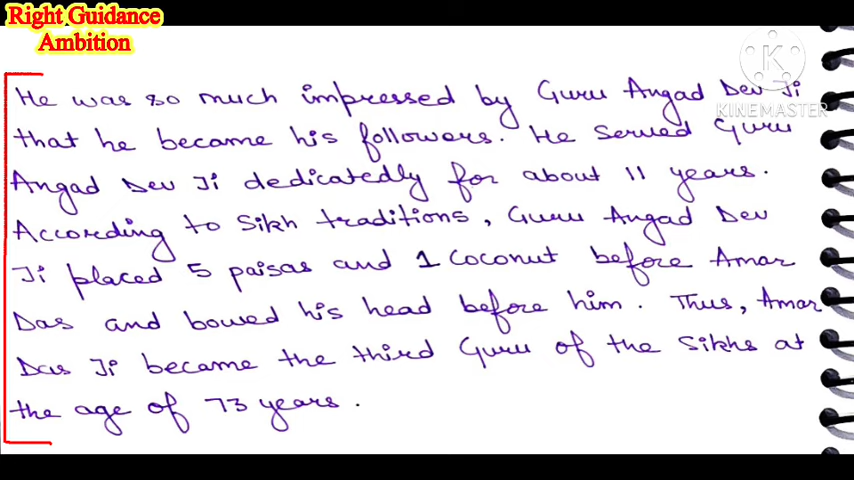 Right Guidance
Ambition
KINEMASTER
He was so much impressed by Guru Angad Dev Ji
that he became his followers. He served Guru
Angad Dev Ji dedicatedly for about 11 years.
According to Sikh traditions, Guru Angad Dev
Ji placed 5 paisas and 1 coconut before Amar
Das and bowed his head before him. Thus, Amar
Das Ji became the third Guru of the Sikhs at
the age of 73 years.